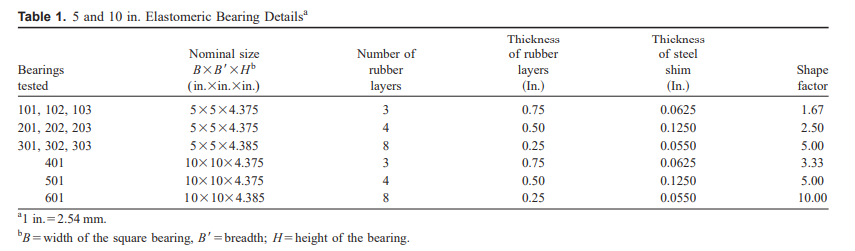 Table 1. 5 and 10 in. Elastomeric Bearing Detailsᵃ
Thickness Thickness
Nominal size Number of of rubber of steel
Bearings B×B′×Hᵇ rubber layers shim Shape
tested (in.×in.×in.) layers (In.) (In.) factor
101, 102, 103 5×5×4.375 3 0.75 0.0625 1.67
201, 202, 203 5×5×4.375 4 0.50 0.1250 2.50
301, 302, 303 5×5×4.385 8 0.25 0.0550 5.00
401 10×10×4.375 3 0.75 0.0625 3.33
501 10×10×4.375 4 0.50 0.1250 5.00
601 10×10×4.385 8 0.25 0.0550 10.00
ᵃ1 in.=2.54 mm.
ᵇB=width of the square bearing, B′=breadth; H=height of the bearing.